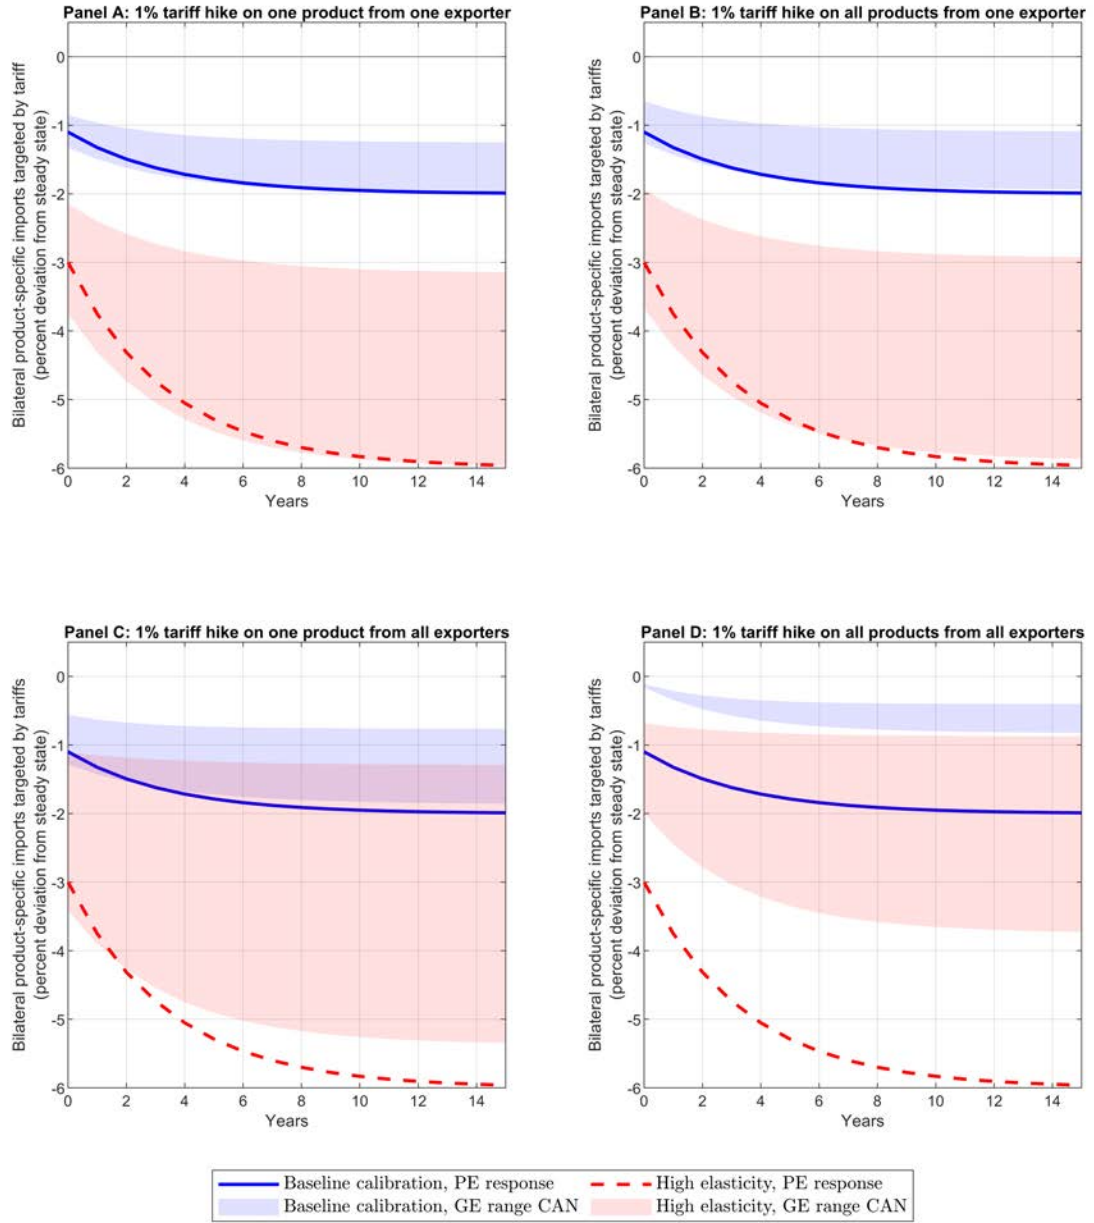 Panel A: 1% tariff hike on one product from one exporter
Bilateral product-specific imports targeted by tariff
(percent deviation from steady state)
0
-1
-2
-3
-4
-5
-6
0 2 4 6 8 10 12 14
Years
Panel B: 1% tariff hike on all products from one exporter
Bilateral product-specific imports targeted by tariffs
(percent deviation from steady state)
0
-1
-2
-3
-4
-5
-6
0 2 4 6 8 10 12 14
Years
Panel C: 1% tariff hike on one product from all exporters
Bilateral product-specific imports targeted by tariffs
(percent deviation from steady state)
0
-1
-2
-3
-4
-5
-6
0 2 4 6 8 10 12 14
Years
Panel D: 1% tariff hike on all products from all exporters
Bilateral product-specific imports targeted by tariffs
(percent deviation from steady state)
0
-1
-2
-3
-4
-5
-6
0 2 4 6 8 10 12 14
Years
Baseline calibration, PE response High elasticity, PE response
Baseline calibration, GE range CAN High elasticity, GE range CAN